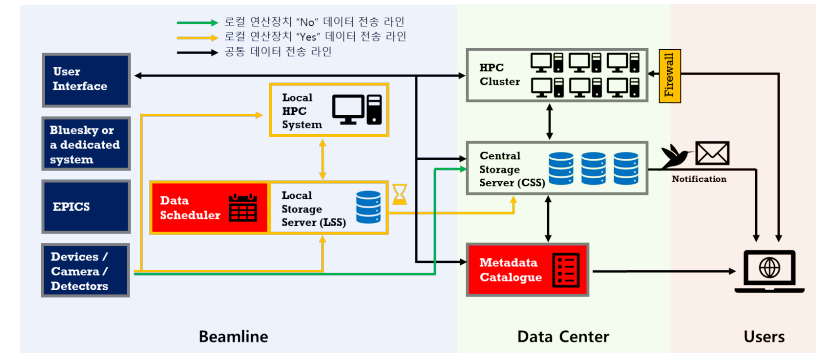 로컬 연산장치 “No” 데이터 전송 라인
로컬 연산장치 “Yes” 데이터 전송 라인
공통 데이터 전송 라인
User
Interface
Bluesky or
a dedicated
system
EPICS
Devices /
Camera /
Detectors
Local
HPC
System
Data
Scheduler
Local
Storage
Server (LSS)
HPC
Cluster
Firewall
Central
Storage
Server (CSS)
Notification
Metadata
Catalogue
Beamline
Data Center
Users